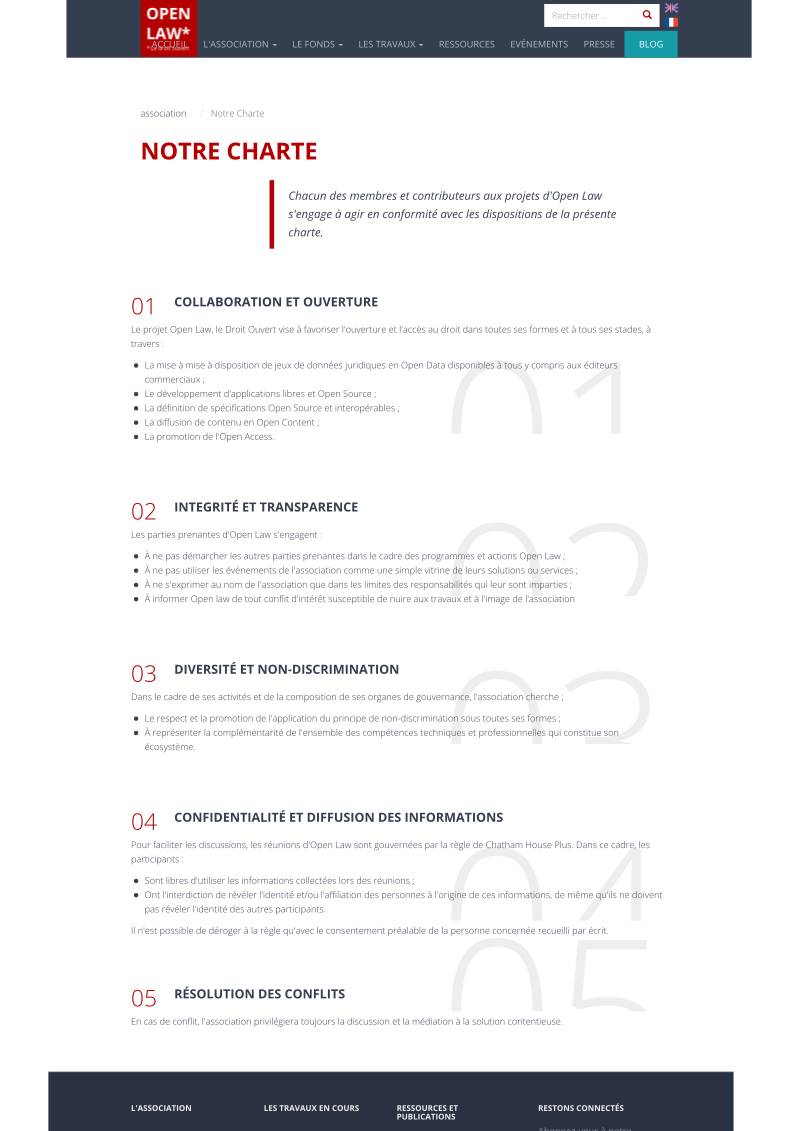 OPEN
LAW*
Rechercher ...
ACCUEIL
L'ASSOCIATION
LE FONDS
LES TRAVAUX
RESSOURCES
EVÈNEMENTS
PRESSE
BLOG
association / Notre Charte
NOTRE CHARTE
Chacun des membres et contributeurs aux projets d'Open Law
s'engage à agir en conformité avec les dispositions de la présente
charte.
01 COLLABORATION ET OUVERTURE
Le projet Open Law, le Droit Ouvert vise à favoriser l'ouverture et l'accès au droit dans toutes ses formes et à tous ses stades, à
travers :
La mise à mise à disposition de jeux de données juridiques en Open Data disponibles à tous y compris aux éditeurs
commerciaux ;
Le développement d'applications libres et Open Source ;
La définition de spécifications Open Source et interopérables ;
La diffusion de contenu en Open Content ;
La promotion de l'Open Access.
01
02 INTEGRITÉ ET TRANSPARENCE
Les parties prenantes d'Open Law s'engagent :
À ne pas démarcher les autres parties prenantes dans le cadre des programmes et actions Open Law ;
À ne pas utiliser les événements de l'association comme une simple vitrine de leurs solutions ou services ;
À ne s'exprimer au nom de l'association que dans les limites des responsabilités qui leur sont imparties ;
À informer Open law de tout conflit d'intérêt susceptible de nuire aux travaux et à l'image de l'association
02
03 DIVERSITÉ ET NON-DISCRIMINATION
Dans le cadre de ses activités et de la composition de ses organes de gouvernance, l'association cherche ;
Le respect et la promotion de l'application du principe de non-discrimination sous toutes ses formes ;
À représenter la complémentarité de l'ensemble des compétences techniques et professionnelles qui constitue son
écosystème.
03
04 CONFIDENTIALITÉ ET DIFFUSION DES INFORMATIONS
Pour faciliter les discussions, les réunions d'Open Law sont gouvernées par la règle de Chatham House Plus. Dans ce cadre, les
participants :
Sont libres d'utiliser les informations collectées lors des réunions ;
Ont l'interdiction de révéler l'identité et/ou l'affiliation des personnes à l'origine de ces informations, de même qu'ils ne doivent
pas révéler l'identité des autres participants.
Il n'est possible de déroger à la règle qu'avec le consentement préalable de la personne concernée recueilli par écrit.
04
05 RÉSOLUTION DES CONFLITS
En cas de conflit, l'association privilégiera toujours la discussion et la médiation à la solution contentieuse.
05
L'ASSOCIATION
LES TRAVAUX EN COURS
RESSOURCES ET
PUBLICATIONS
RESTONS CONNECTÉS
Abonnez-vous à notre